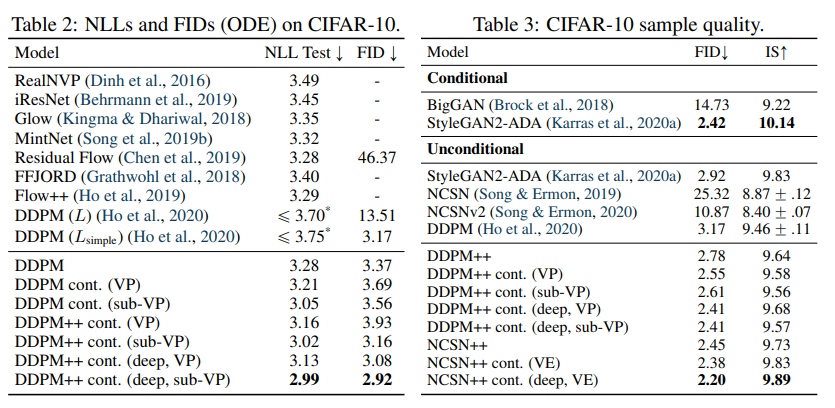 Table 2: NLLs and FIDs (ODE) on CIFAR-10.
Model NLL Test ↓ FID ↓
RealNVP (Dinh et al., 2016) 3.49 -
iResNet (Behrmann et al., 2019) 3.45 -
Glow (Kingma & Dhariwal, 2018) 3.35 -
MintNet (Song et al., 2019b) 3.32 -
Residual Flow (Chen et al., 2019) 3.28 46.37
FFJORD (Grathwohl et al., 2018) 3.40 -
Flow++ (Ho et al., 2019) 3.29 -
DDPM (L) (Ho et al., 2020) ⩽ 3.70* 13.51
DDPM (Lsimple) (Ho et al., 2020) ⩽ 3.75* 3.17
DDPM 3.28 3.37
DDPM cont. (VP) 3.21 3.69
DDPM cont. (sub-VP) 3.05 3.56
DDPM++ cont. (VP) 3.16 3.93
DDPM++ cont. (sub-VP) 3.02 3.16
DDPM++ cont. (deep, VP) 3.13 3.08
DDPM++ cont. (deep, sub-VP) 2.99 2.92
Table 3: CIFAR-10 sample quality.
Model FID↓ IS↑
Conditional
BigGAN (Brock et al., 2018) 14.73 9.22
StyleGAN2-ADA (Karras et al., 2020a) 2.42 10.14
Unconditional
StyleGAN2-ADA (Karras et al., 2020a) 2.92 9.83
NCSN (Song & Ermon, 2019) 25.32 8.87 ± .12
NCSNv2 (Song & Ermon, 2020) 10.87 8.40 ± .07
DDPM (Ho et al., 2020) 3.17 9.46 ± .11
DDPM++ 2.78 9.64
DDPM++ cont. (VP) 2.55 9.58
DDPM++ cont. (sub-VP) 2.61 9.56
DDPM++ cont. (deep, VP) 2.41 9.68
DDPM++ cont. (deep, sub-VP) 2.41 9.57
NCSN++ 2.45 9.73
NCSN++ cont. (VE) 2.38 9.83
NCSN++ cont. (deep, VE) 2.20 9.89